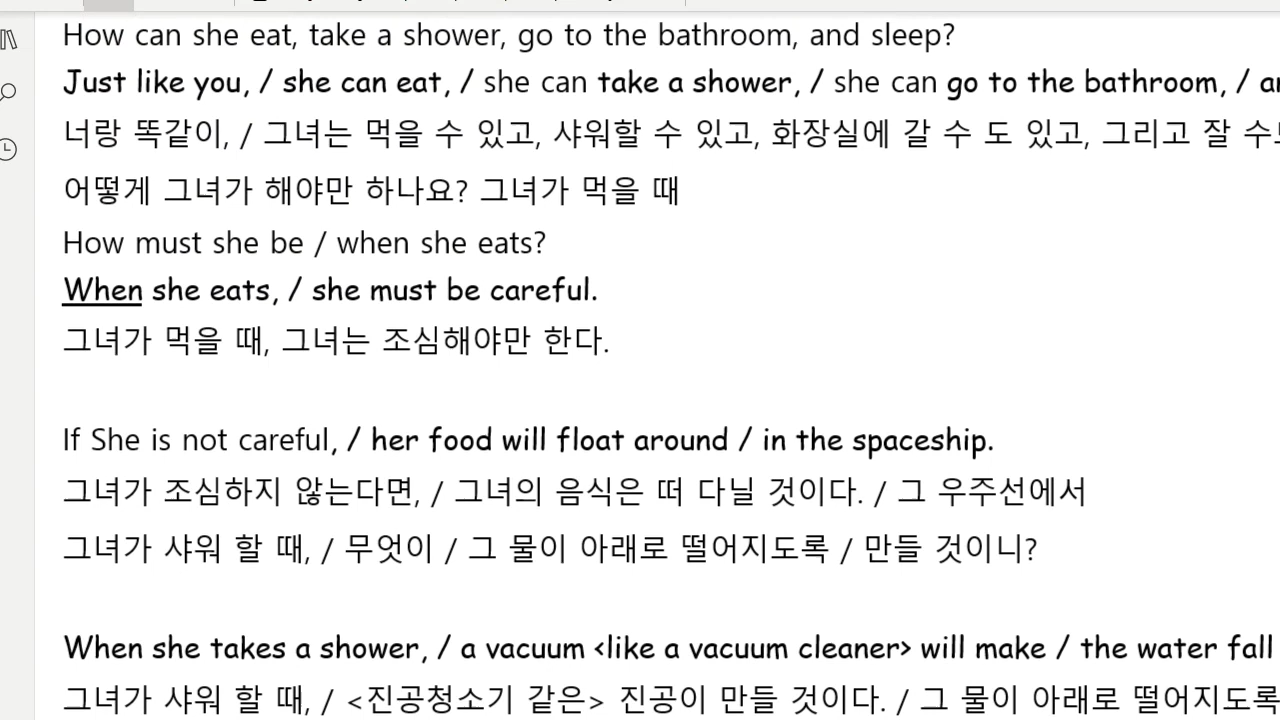 How can she eat, take a shower, go to the bathroom, and sleep?
Just like you, / she can eat, / she can take a shower, / she can go to the bathroom, /
너랑 똑같이, / 그녀는 먹을 수 있고, 샤워할 수 있고, 화장실에 갈 수 도 있고, 그리고 잘
어떻게 그녀가 해야만 하나요? 그녀가 먹을 때
How must she be / when she eats?
When she eats, / she must be careful.
그녀가 먹을 때, 그녀는 조심해야만 한다.
If She is not careful, / her food will float around / in the spaceship.
그녀가 조심하지 않는다면, / 그녀의 음식은 떠 다닐 것이다. / 그 우주선에서
그녀가 샤워 할 때, / 무엇이 / 그 물이 아래로 떨어지도록 / 만들 것이니?
When she takes a shower, / a vacuum <like a vacuum cleaner> will make / the water fall
그녀가 샤워 할 때, / <진공청소기 같은> 진공이 만들 것이다. / 그 물이 아래로 떨어지도록